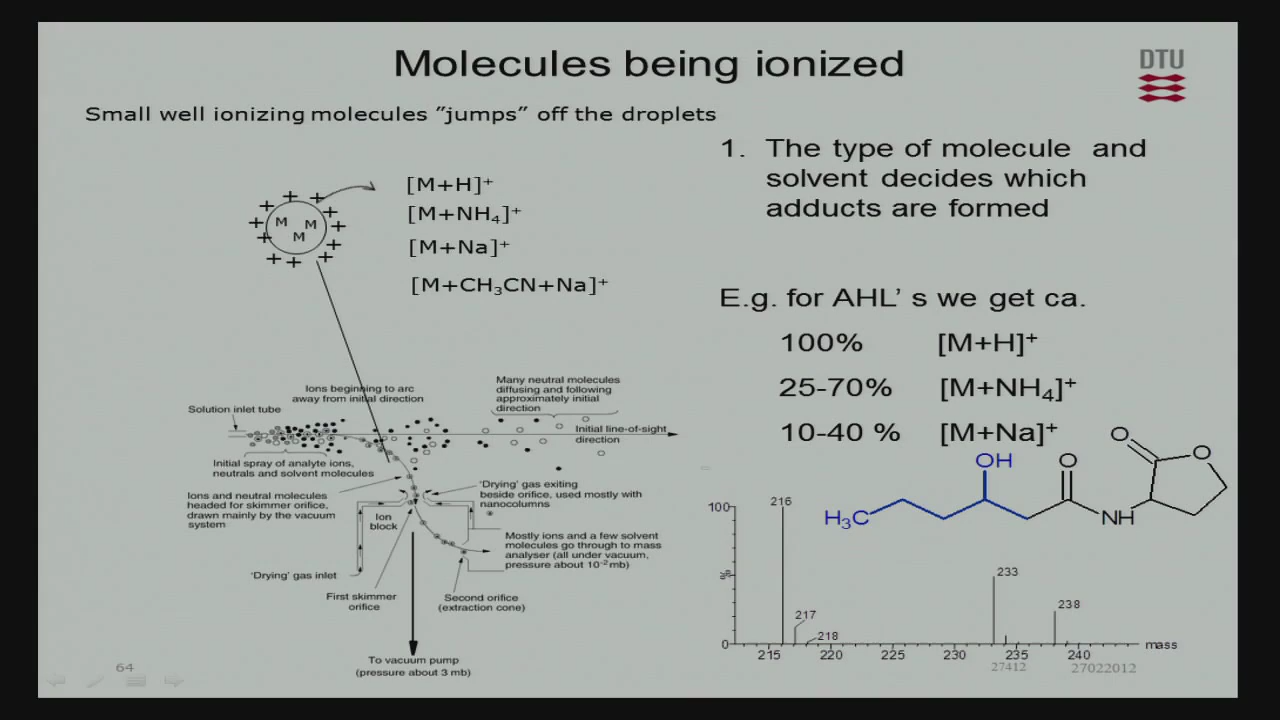 Molecules being ionized
DTU
Small well ionizing molecules ”jumps” off the droplets
1. The type of molecule and
solvent decides which
adducts are formed
[M+H]⁺
[M+NH₄]⁺
[M+Na]⁺
[M+CH₃CN+Na]⁺
M
M
M
E.g. for AHL’ s we get ca.
100% [M+H]⁺
25-70% [M+NH₄]⁺
10-40 % [M+Na]⁺
Ions beginning to arc
away from initial direction
Many neutral molecules
diffusing and following
approximately initial
direction
Solution inlet tube
Initial line-of-sight
direction
Initial spray of analyte ions,
neutrals and solvent molecules
Ions and neutral molecules
headed for skimmer orifice,
drawn mainly by the vacuum
system
Ion
block
‘Drying’ gas exiting
beside orifice, used mostly with
nanocolumns
Mostly ions and a few solvent
molecules go through to mass
analyser (all under vacuum,
pressure about 10⁻² mb)
‘Drying’ gas inlet
First skimmer
orifice
Second orifice
(extraction cone)
To vacuum pump
(pressure about 3 mb)
O
O
OH
O
H₃C
NH
100
%
0
216
217
218
233
238
215 220 225 230 235 240 mass
64
27412
27022012